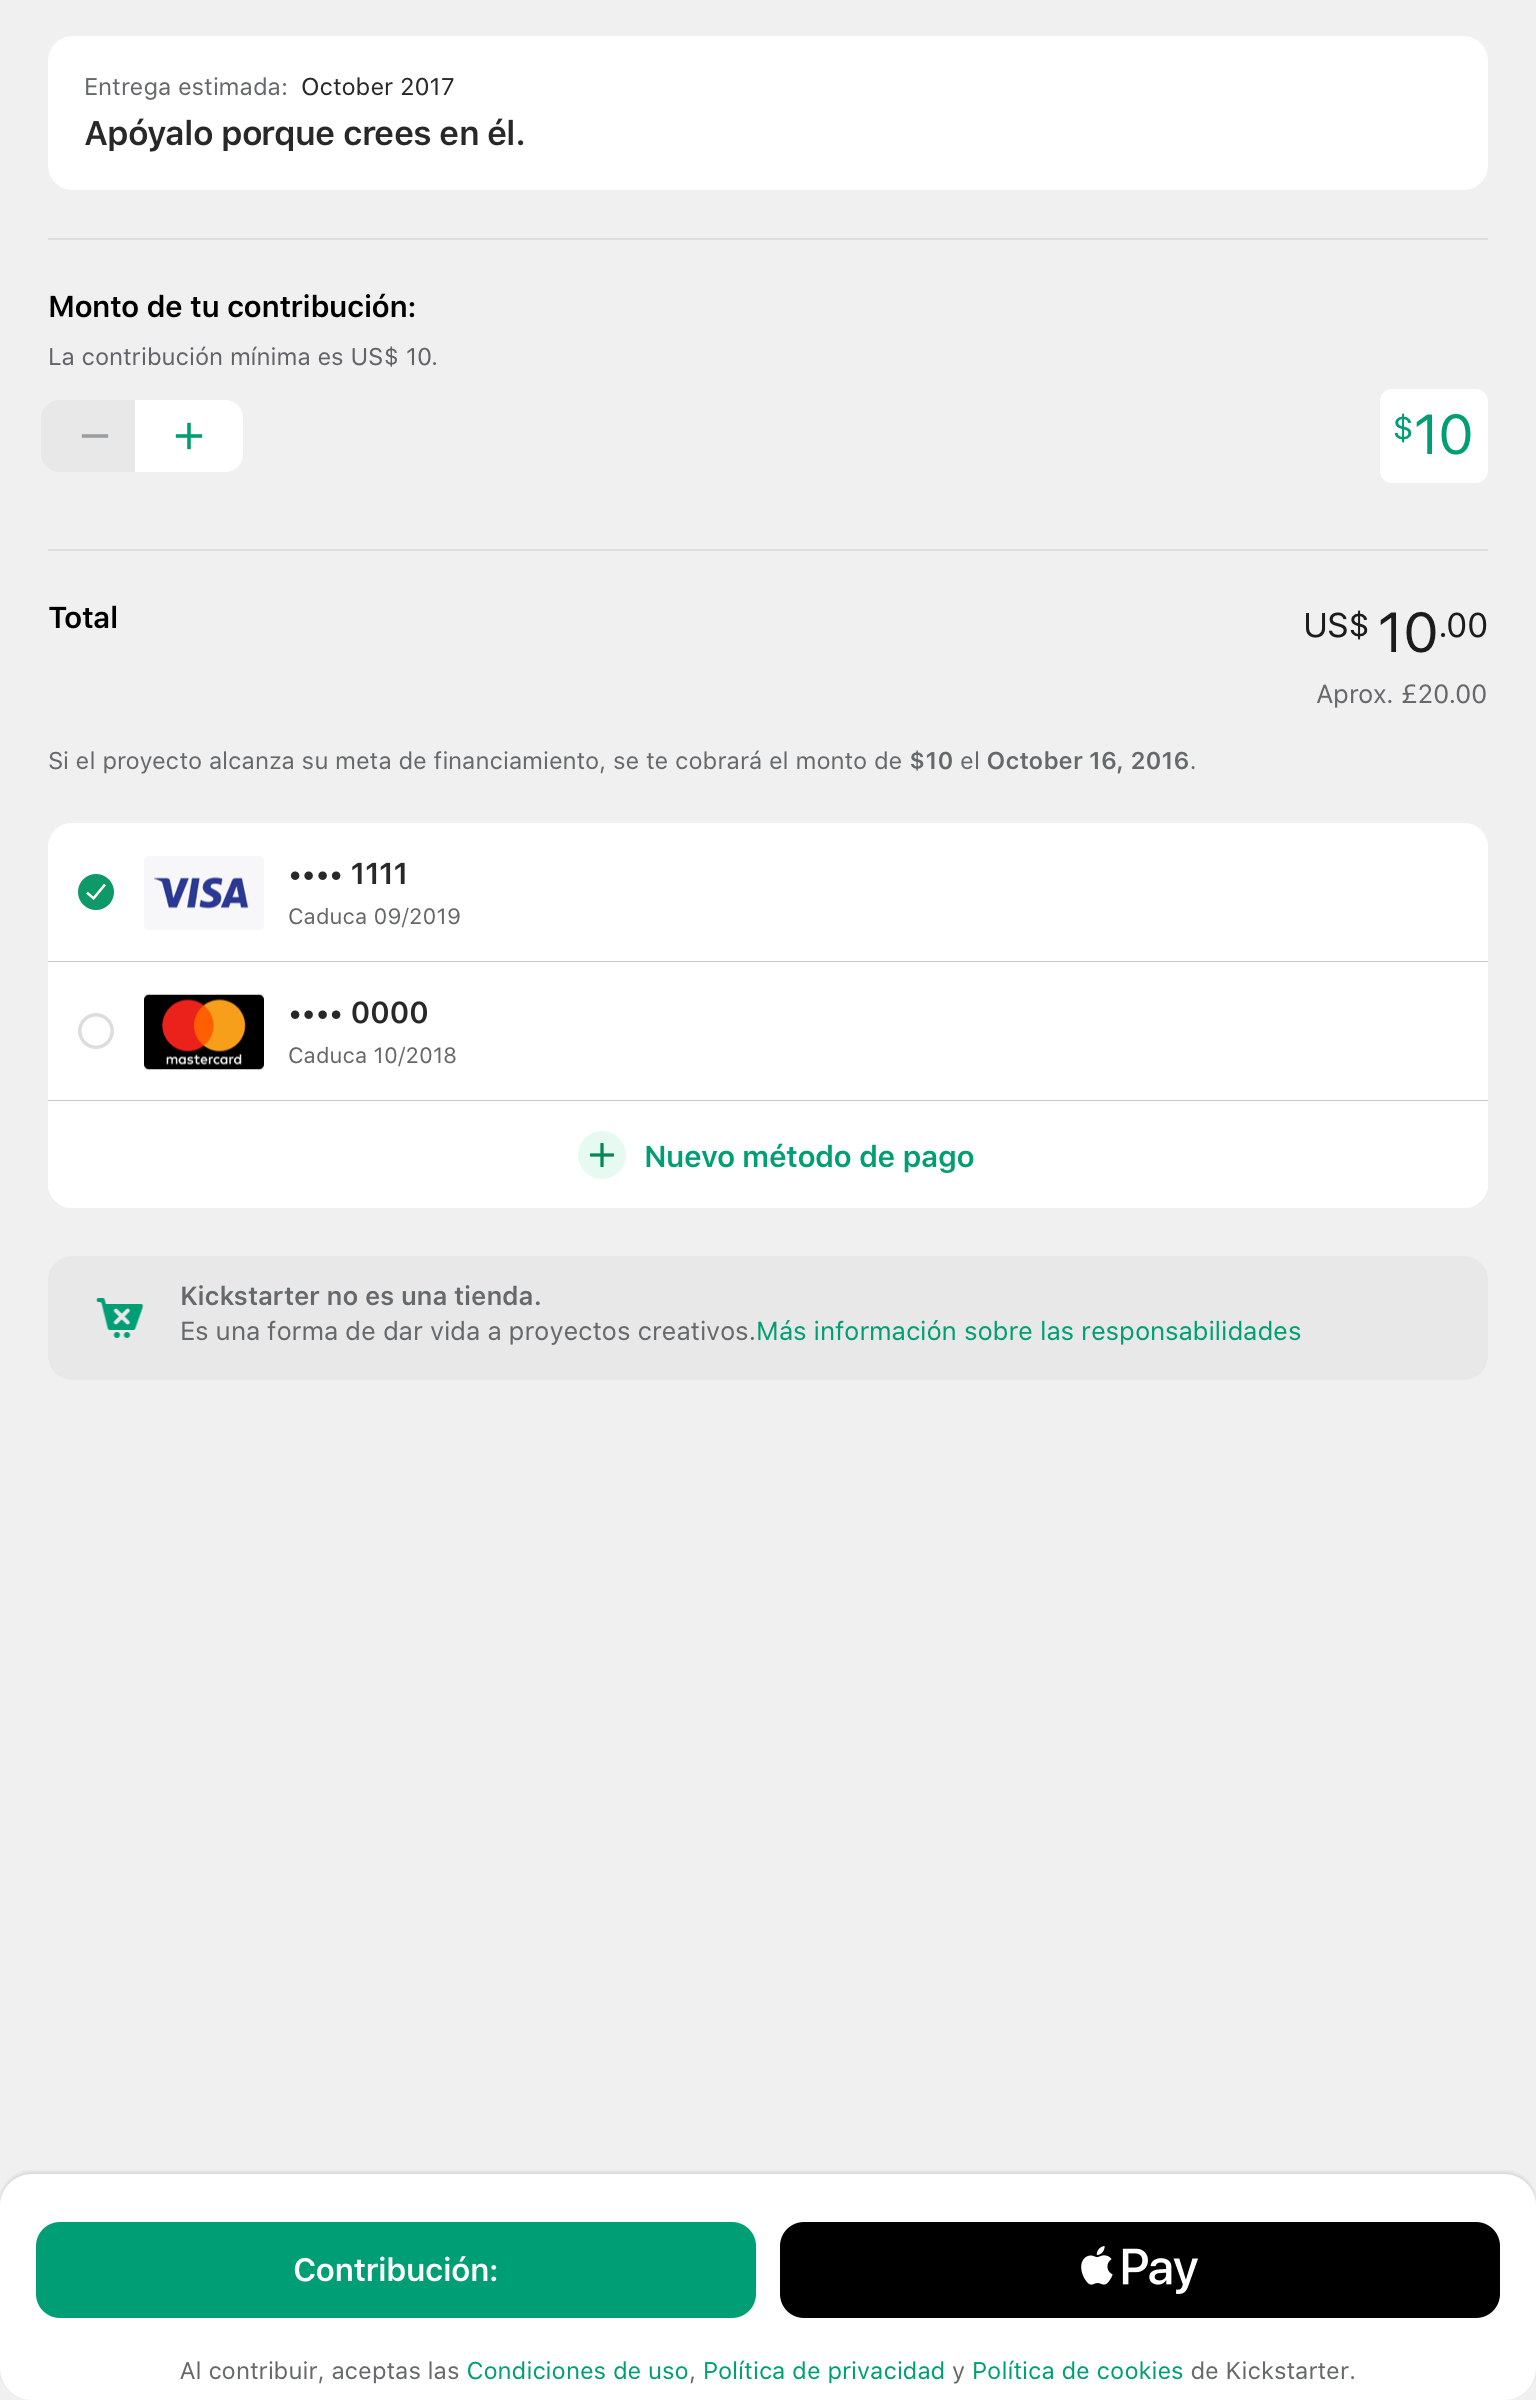 Entrega estimada: October 2017
Apóyalo porque crees en él.
Monto de tu contribución:
La contribución mínima es US$ 10.
$10
Total
US$ 10.00
Aprox. £20.00
Si el proyecto alcanza su meta de financiamiento, se te cobrará el monto de $10 el October 16, 2016.
VISA
•••• 1111
Caduca 09/2019
mastercard
•••• 0000
Caduca 10/2018
Nuevo método de pago
Kickstarter no es una tienda.
Es una forma de dar vida a proyectos creativos.Más información sobre las responsabilidades
Contribución:
Pay
Al contribuir, aceptas las Condiciones de uso, Política de privacidad y Política de cookies de Kickstarter.